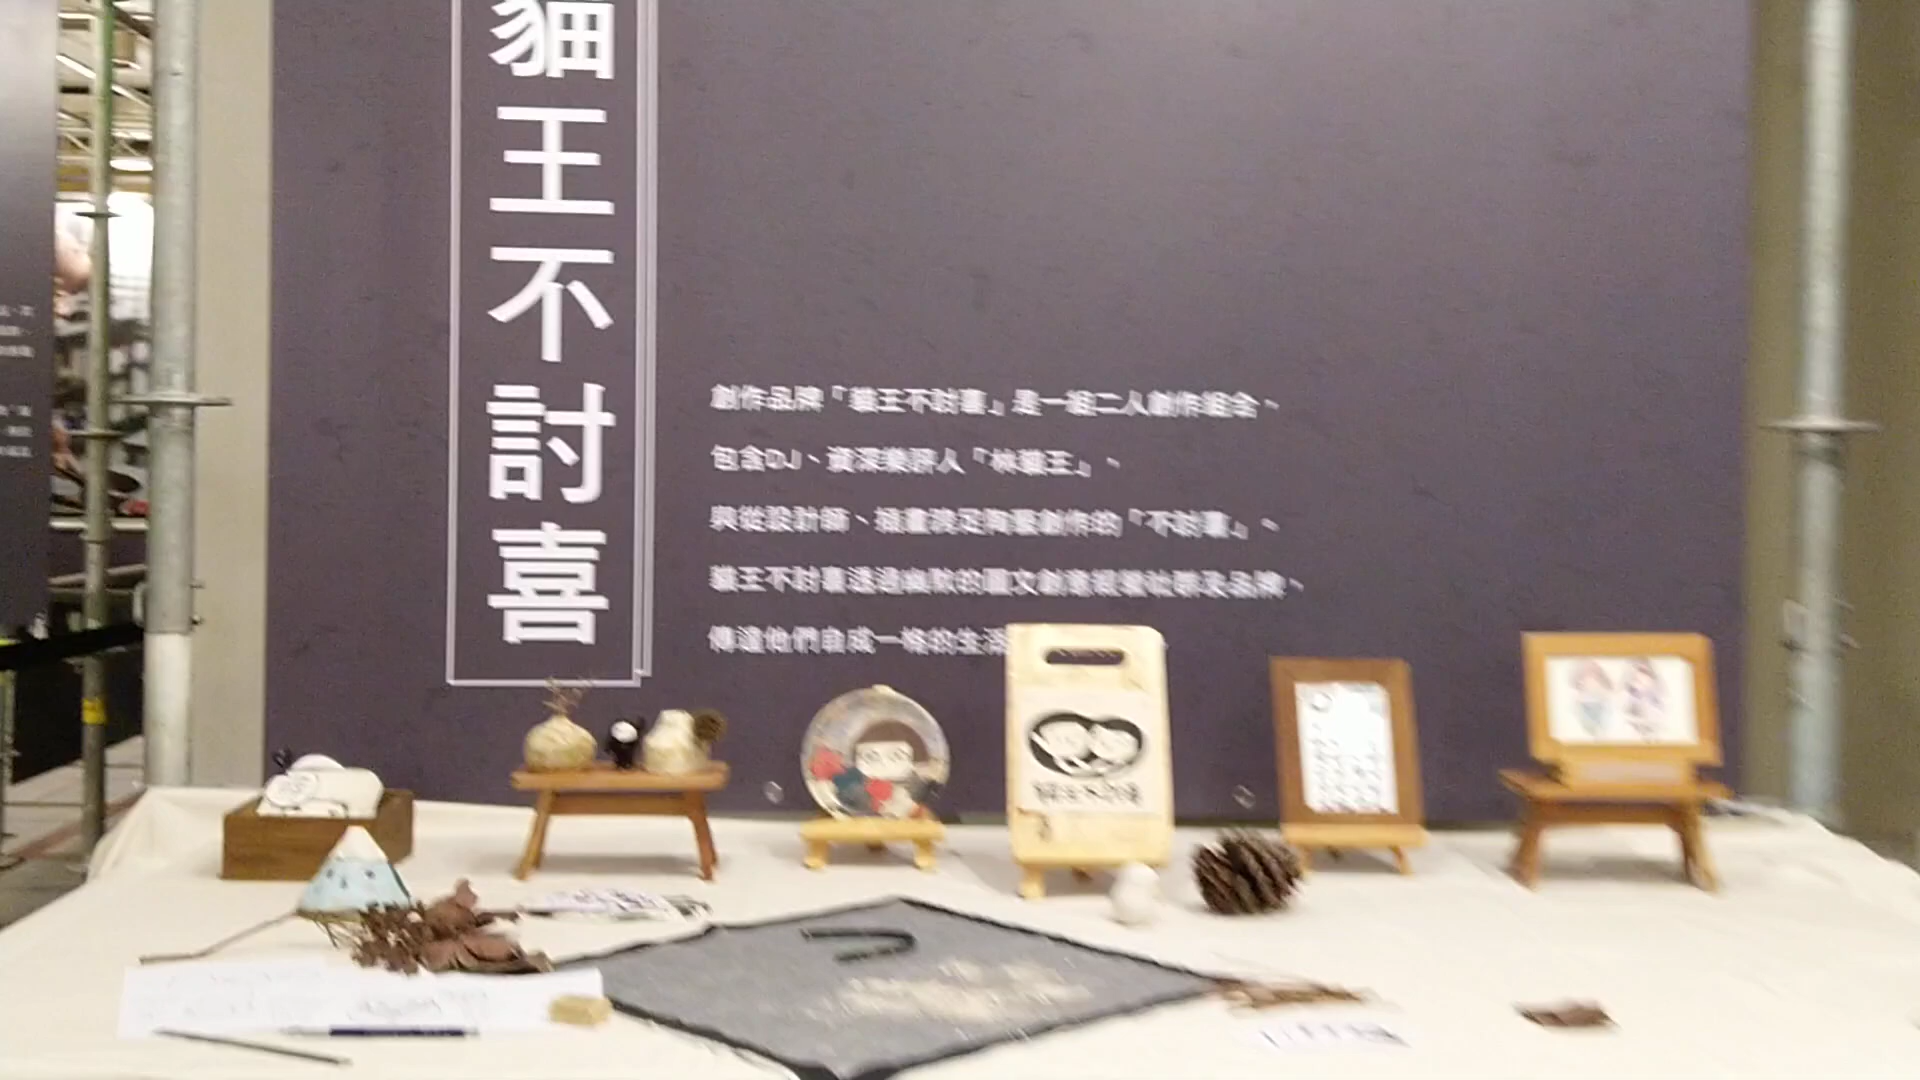 貓王不討喜
創作品牌「貓王不討喜」是一組二人創作組合、
包含DJ、資深樂評人「林貓王」、
與從設計師、插畫跨足陶藝創作的「不討喜」、
貓王不討喜透過幽默的圖文創意經營社群及品牌、
傳達他們自成一格的生活